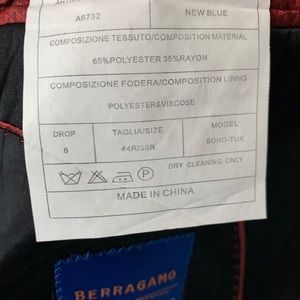 A6732 NEW BLUE
COMPOSIZIONE TESSUTO/COMPOSITION MATERIAL
65%POLYESTER 35%RAYON
COMPOSIZIONE FODERA/COMPOSITION LINNG
POLYESTER&VISCOSE
DROP TAGLIA/SIZE MODEL
6 44R/38R SOHO-TUX
P
DRY CLEANING ONLY
MADE IN CHINA
BERRAGAMO